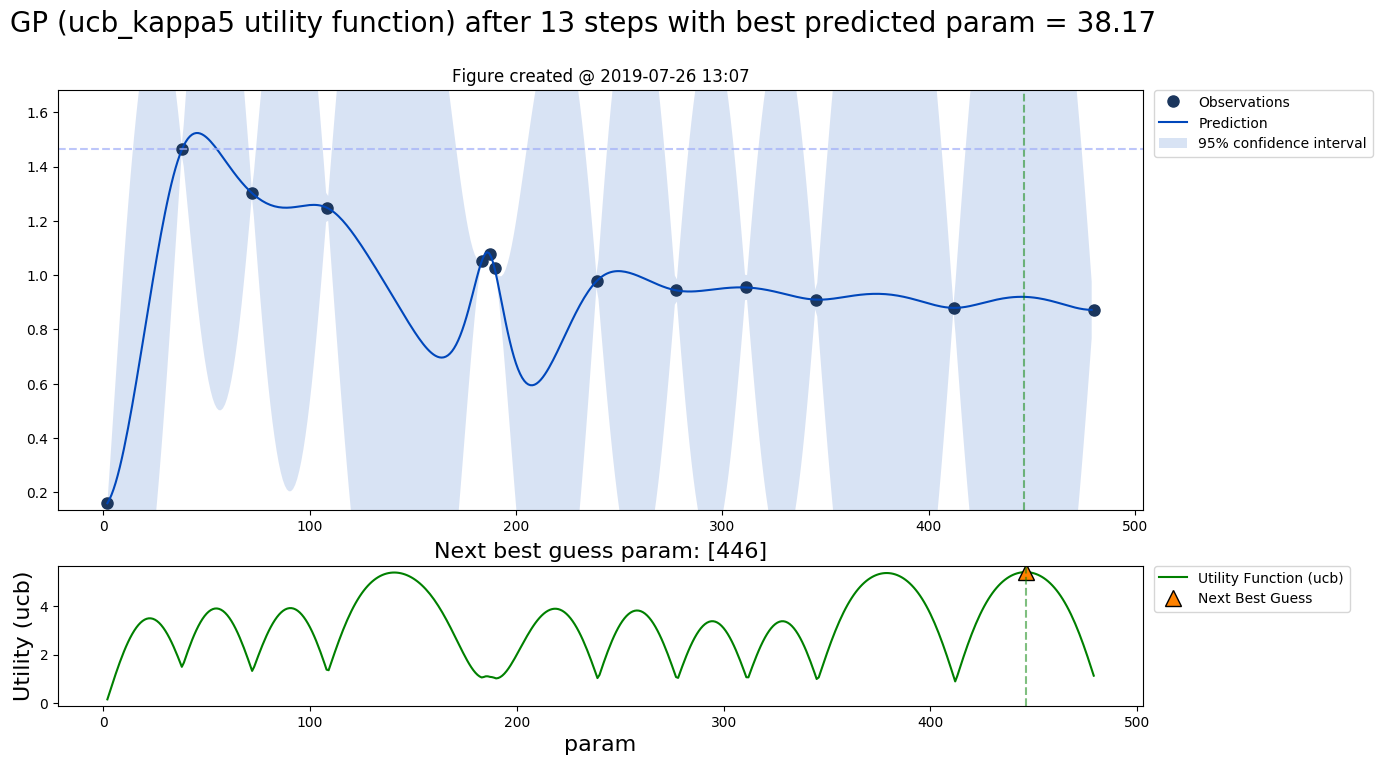 GP (ucb_kappa5 utility function) after 13 steps with best predicted param = 38.17
Figure created @ 2019-07-26 13:07
1.6
1.4
1.2
1.0
0.8
0.6
0.4
0.2
0
100
200
300
400
500
Observations
Prediction
95% confidence interval
Next best guess param: [446]
Utility (ucb)
4
2
0
0
100
200
300
400
500
param
Utility Function (ucb)
Next Best Guess